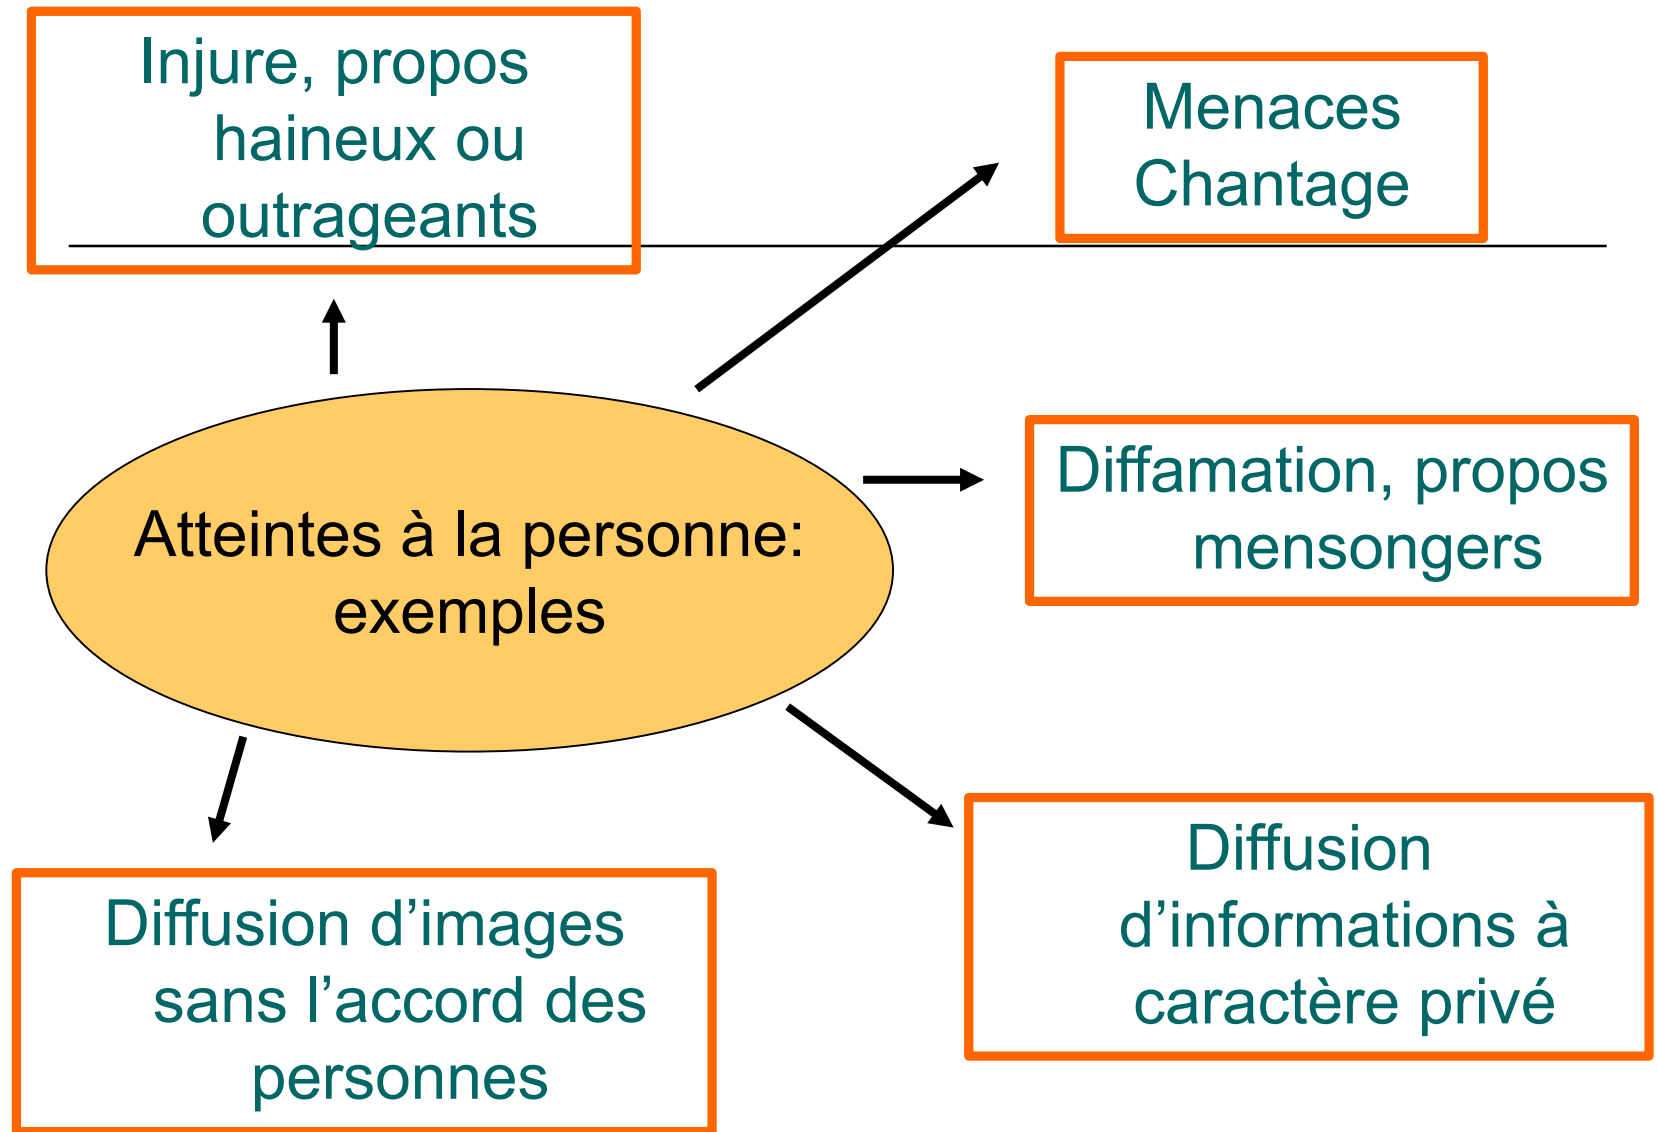 Injure, propos
haineux ou
outrageants
Menaces
Chantage
Atteintes à la personne:
exemples
Diffamation, propos
mensongers
Diffusion d’images
sans l’accord des
personnes
Diffusion
d’informations à
caractère privé